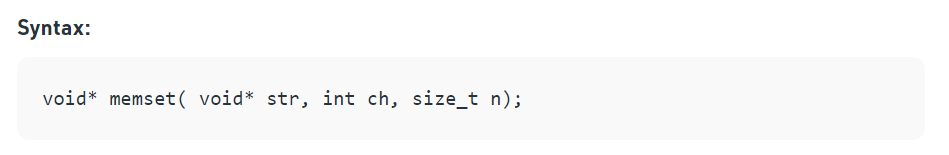 Syntax:
void* memset( void* str, int ch, size_t n);